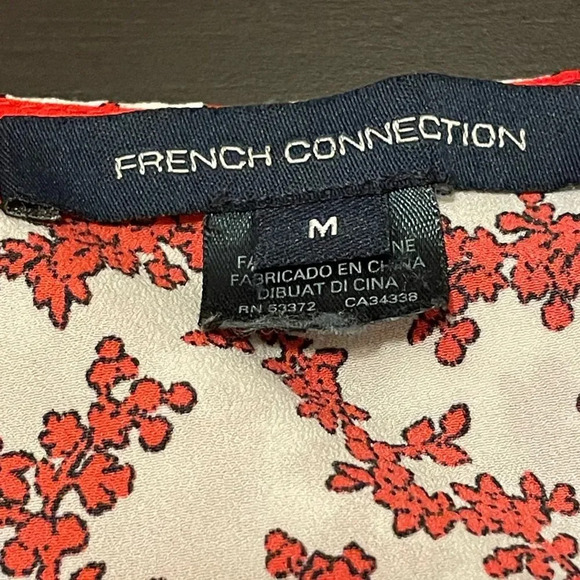 FRENCH CONNECTION
M
FABRICADO EN CHINA
DIBUAT DI CINA
RN 53372 CA34338